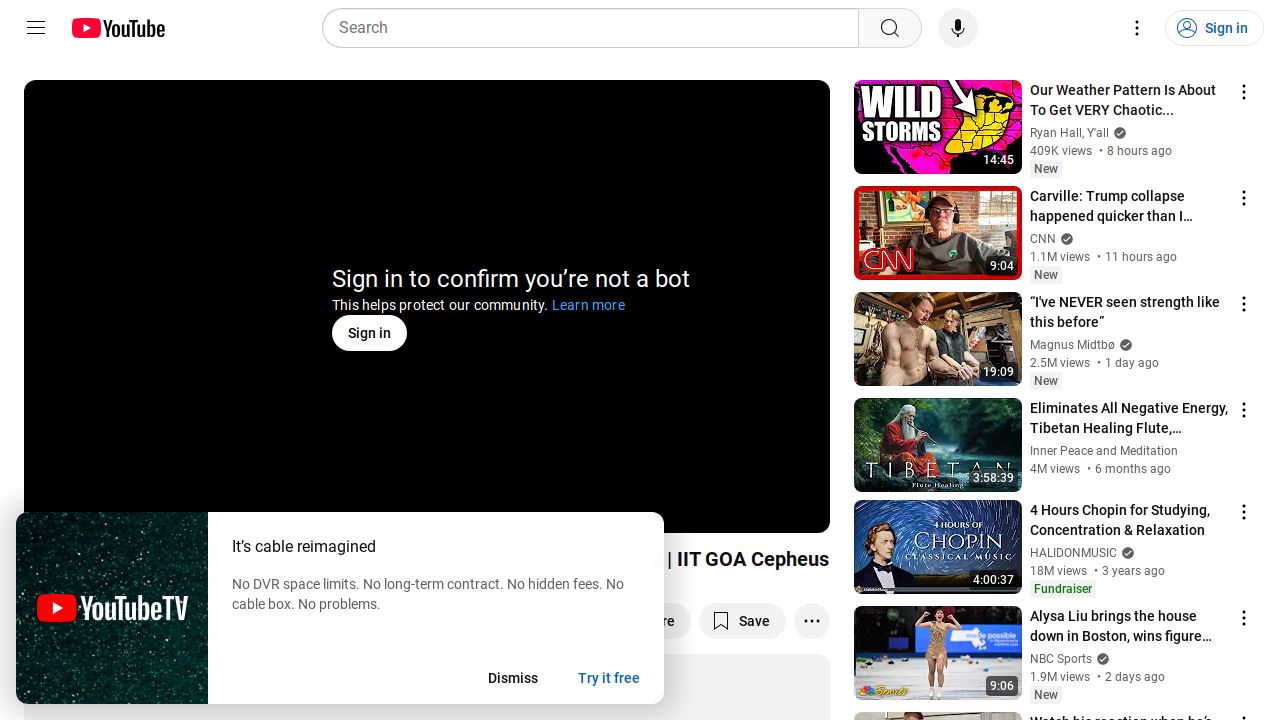 YouTube
Search
Sign in
Sign in to confirm you’re not a bot
This helps protect our community. Learn more
Sign in
| IIT GOA Cepheus
re
Save
YouTubeTV
It’s cable reimagined
No DVR space limits. No long-term contract. No hidden fees. No
cable box. No problems.
Dismiss
Try it free
WILD
STORMS
14:45
Our Weather Pattern Is About
To Get VERY Chaotic...
Ryan Hall, Y'all
409K views • 8 hours ago
New
CNN
9:04
Carville: Trump collapse
happened quicker than I…
CNN
1.1M views • 11 hours ago
New
19:09
“I've NEVER seen strength like
this before”
Magnus Midtbø
2.5M views • 1 day ago
New
TIBETAN
Flute Healing
3:58:39
Eliminates All Negative Energy,
Tibetan Healing Flute,…
Inner Peace and Meditation
4M views • 6 months ago
4 HOURS OF
CHOPIN
CLASSICAL MUSIC
4:00:37
4 Hours Chopin for Studying,
Concentration & Relaxation
HALIDONMUSIC
18M views • 3 years ago
Fundraiser
Sports
9:06
Alysa Liu brings the house
down in Boston, wins figure…
NBC Sports
1.9M views • 2 days ago
New